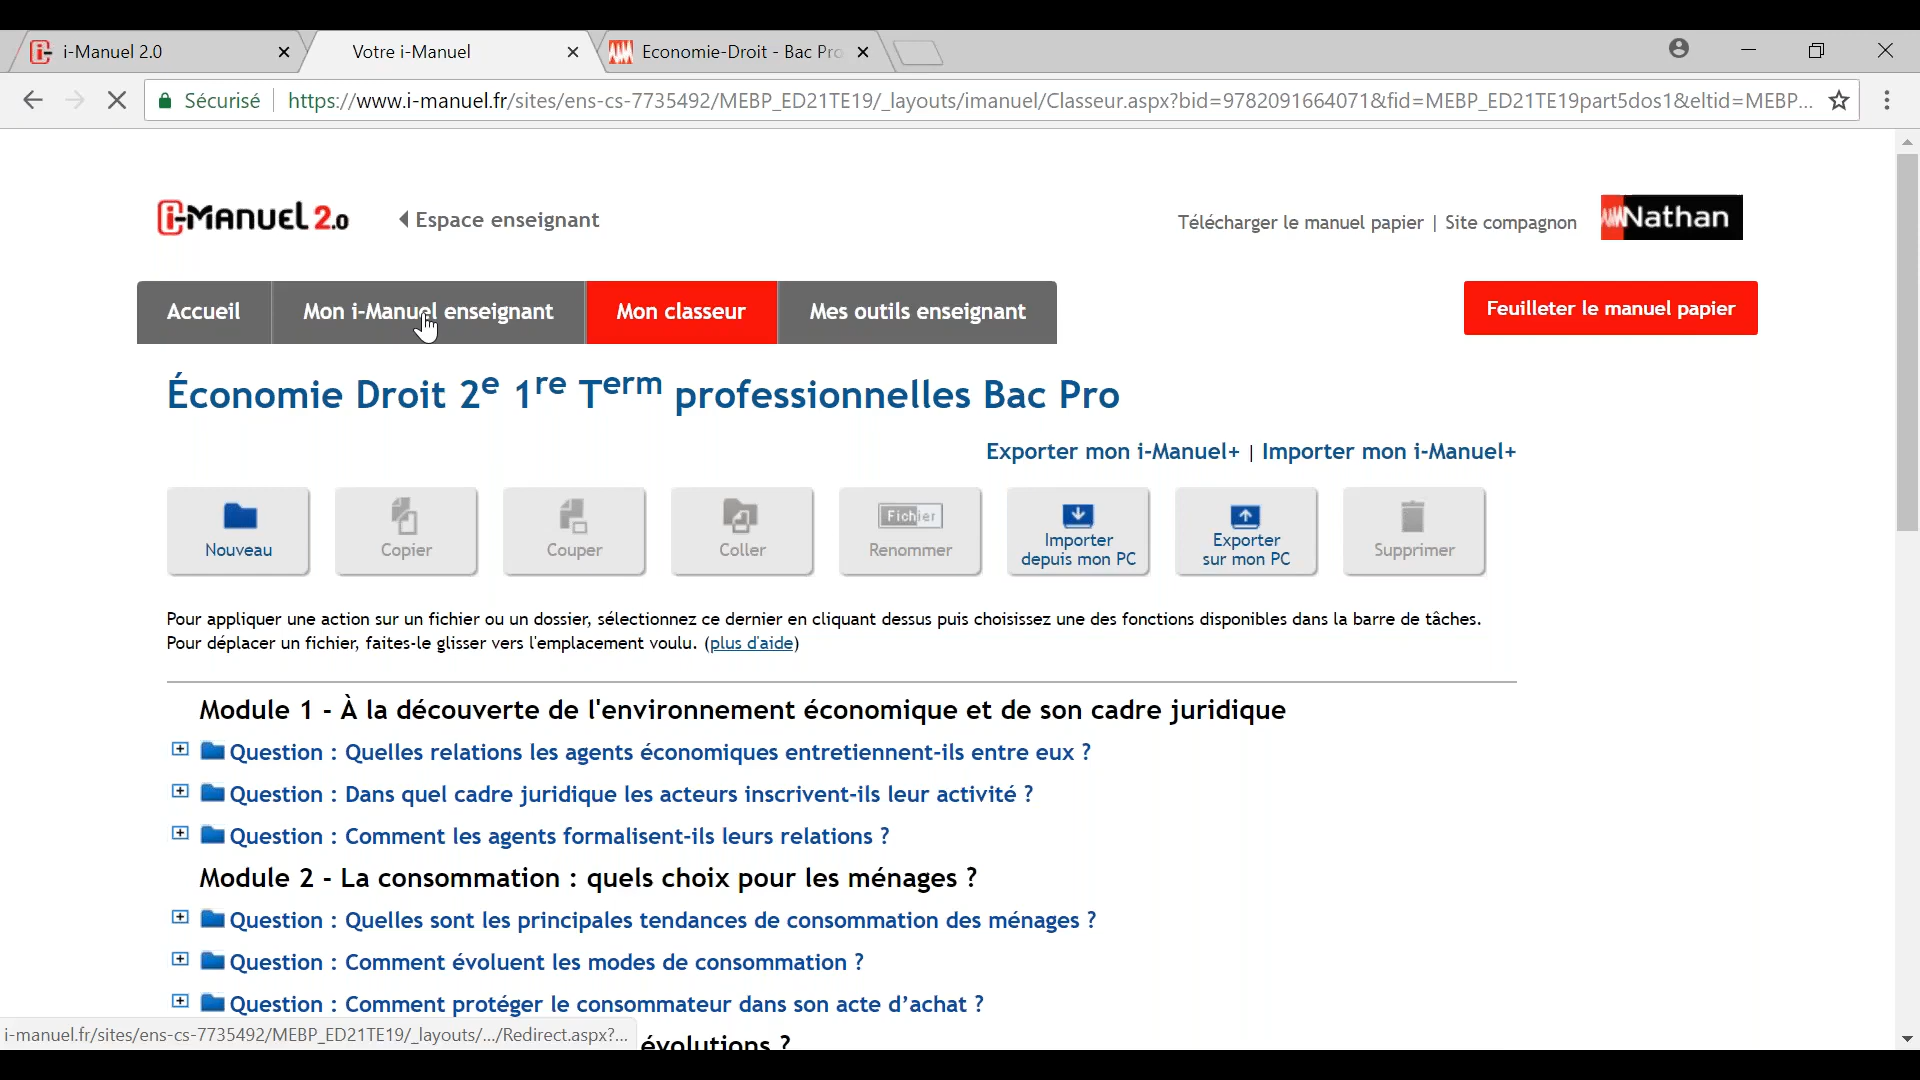 i-Manuel 2.0
Votre i-Manuel
Economie-Droit - Bac Pro
Sécurisé
https://www.i-manuel.fr/sites/ens-cs-7735492/MEBP_ED21TE19/_layouts/imanuel/Classeur.aspx?bid=9782091664071&fid=MEBP_ED21TE19part5dos1&eltid=MEBP...
i-Manuel 2.0
Espace enseignant
Télécharger le manuel papier | Site compagnon
Nathan
Accueil
Mon i-Manuel enseignant
Mon classeur
Mes outils enseignant
Feuilleter le manuel papier
Économie Droit 2e 1re Term professionnelles Bac Pro
Exporter mon i-Manuel+ | Importer mon i-Manuel+
Nouveau
Copier
Couper
Coller
Fichier
Renommer
Importer
depuis mon PC
Exporter
sur mon PC
Supprimer
Pour appliquer une action sur un fichier ou un dossier, sélectionnez ce dernier en cliquant dessus puis choisissez une des fonctions disponibles dans la barre de tâches.
Pour déplacer un fichier, faites-le glisser vers l'emplacement voulu. (plus d'aide)
Module 1 - À la découverte de l'environnement économique et de son cadre juridique
Question : Quelles relations les agents économiques entretiennent-ils entre eux ?
Question : Dans quel cadre juridique les acteurs inscrivent-ils leur activité ?
Question : Comment les agents formalisent-ils leurs relations ?
Module 2 - La consommation : quels choix pour les ménages ?
Question : Quelles sont les principales tendances de consommation des ménages ?
Question : Comment évoluent les modes de consommation ?
Question : Comment protéger le consommateur dans son acte d’achat ?
évolutions ?
i-manuel.fr/sites/ens-cs-7735492/MEBP_ED21TE19/_layouts/.../Redirect.aspx?...